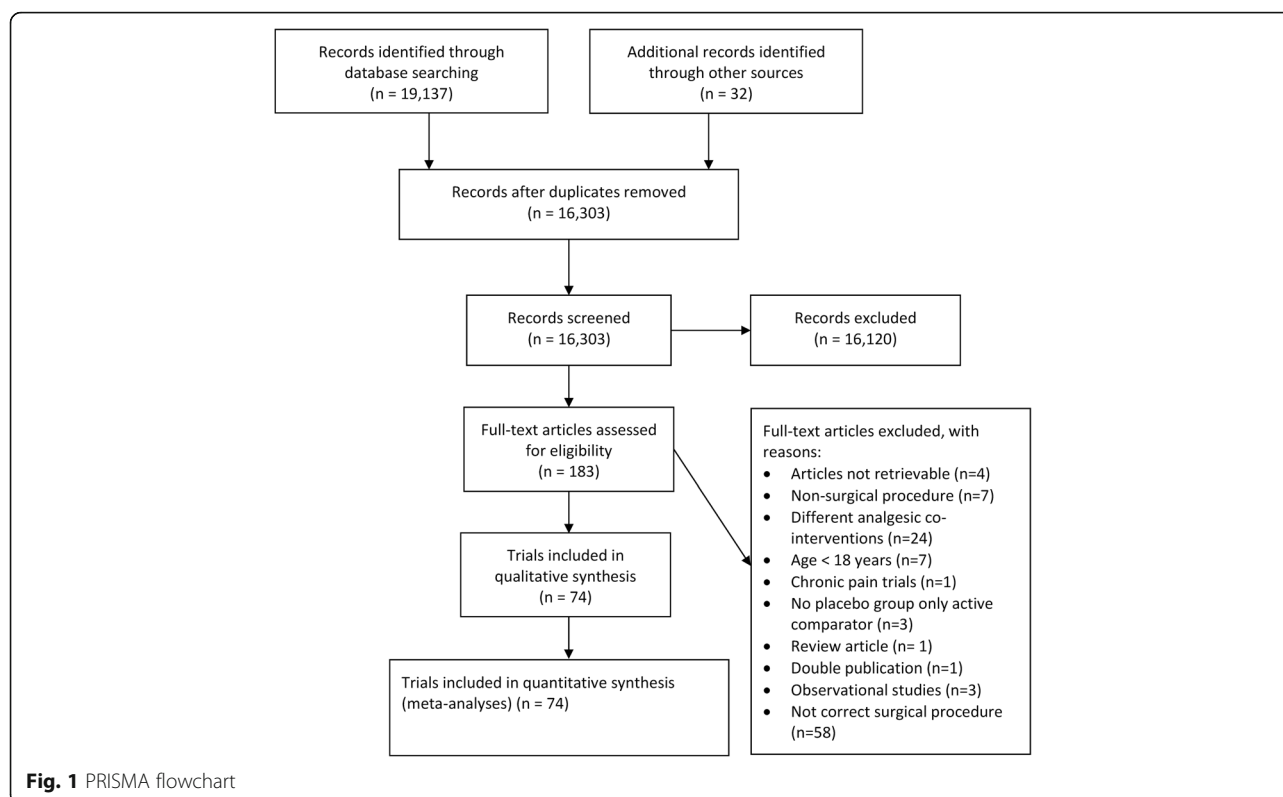 Records identified through
database searching
(n = 19,137)
Additional records identified
through other sources
(n = 32)
Records after duplicates removed
(n = 16,303)
Records screened
(n = 16,303)
Records excluded
(n = 16,120)
Full-text articles assessed
for eligibility
(n = 183)
Full-text articles excluded, with
reasons:
• Articles not retrievable (n=4)
• Non-surgical procedure (n=7)
• Different analgesic co-
interventions (n=24)
• Age < 18 years (n=7)
• Chronic pain trials (n=1)
• No placebo group only active
comparator (n=3)
• Review article (n= 1)
• Double publication (n=1)
• Observational studies (n=3)
• Not correct surgical procedure
(n=58)
Trials included in
qualitative synthesis
(n = 74)
Trials included in quantitative synthesis
(meta-analyses) (n = 74)
Fig. 1 PRISMA flowchart